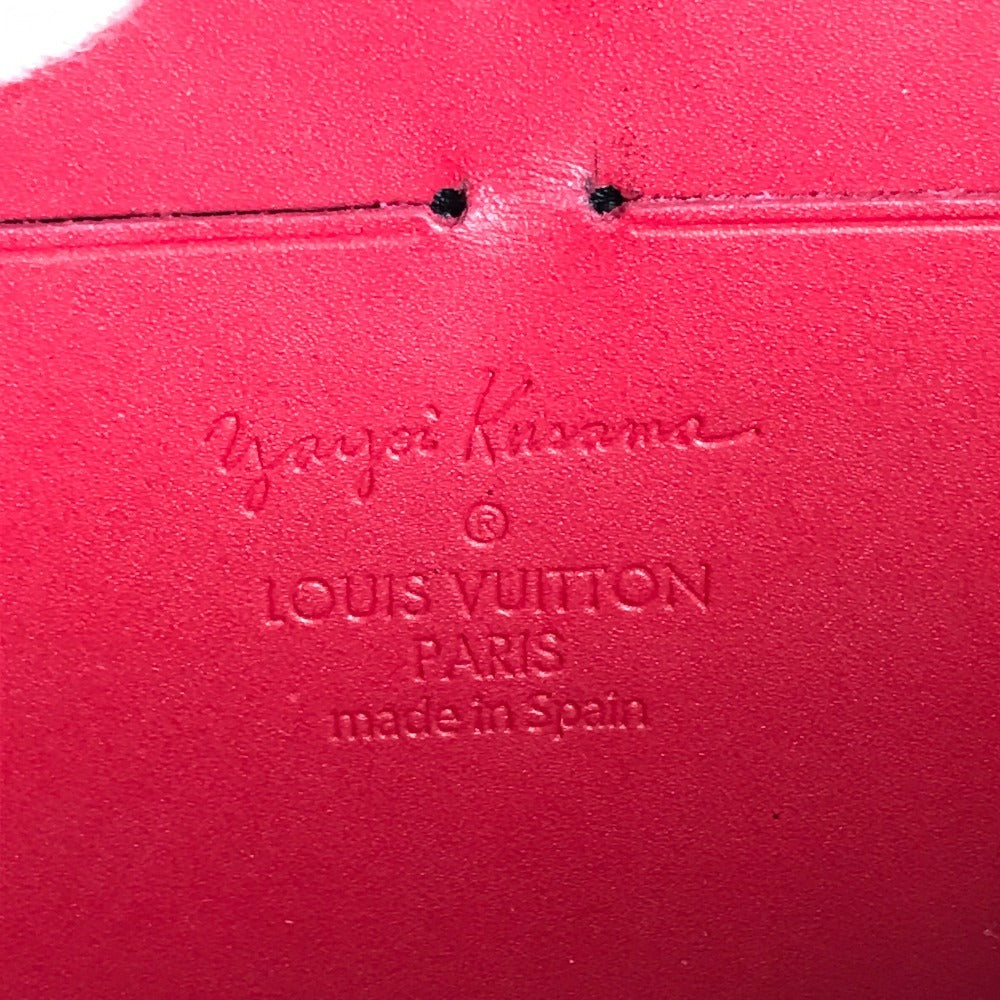 Yayoi Kusama
®
LOUIS VUITTON
PARIS
made in Spain